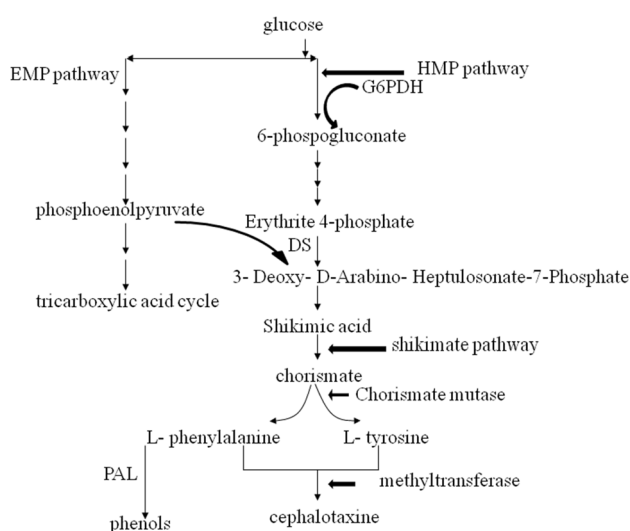 glucose
EMP pathway
HMP pathway
G6PDH
6-phospogluconate
phosphoenolpyruvate
Erythrite 4-phosphate
DS
3- Deoxy- D-Arabino- Heptulosonate-7-Phosphate
tricarboxylic acid cycle
Shikimic acid
shikimate pathway
chorismate
Chorismate mutase
L- phenylalanine
L- tyrosine
PAL
methyltransferase
cephalotaxine
phenols